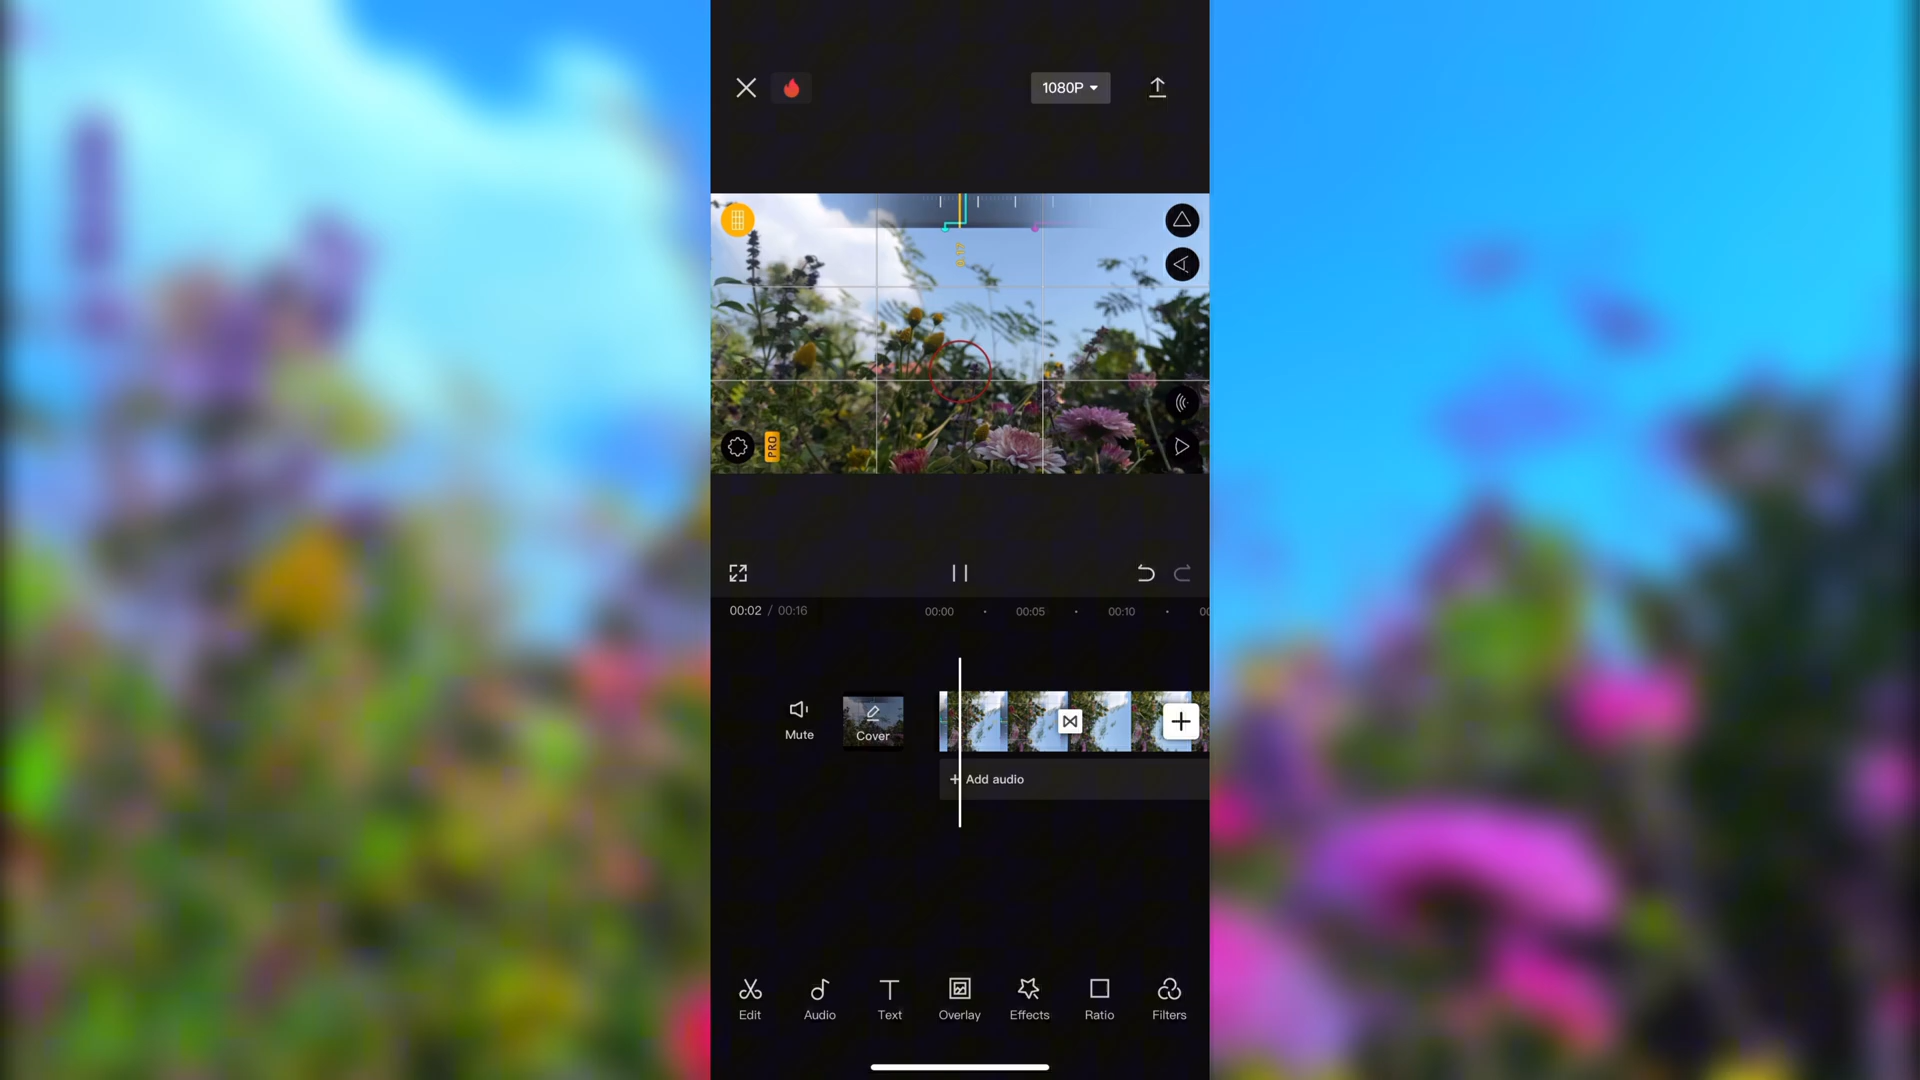 1080P
PRO
00:02 / 00:16
00:00
00:05
00:10
Mute
Cover
+ Add audio
Edit
Audio
Text
Overlay
Effects
Ratio
Filters